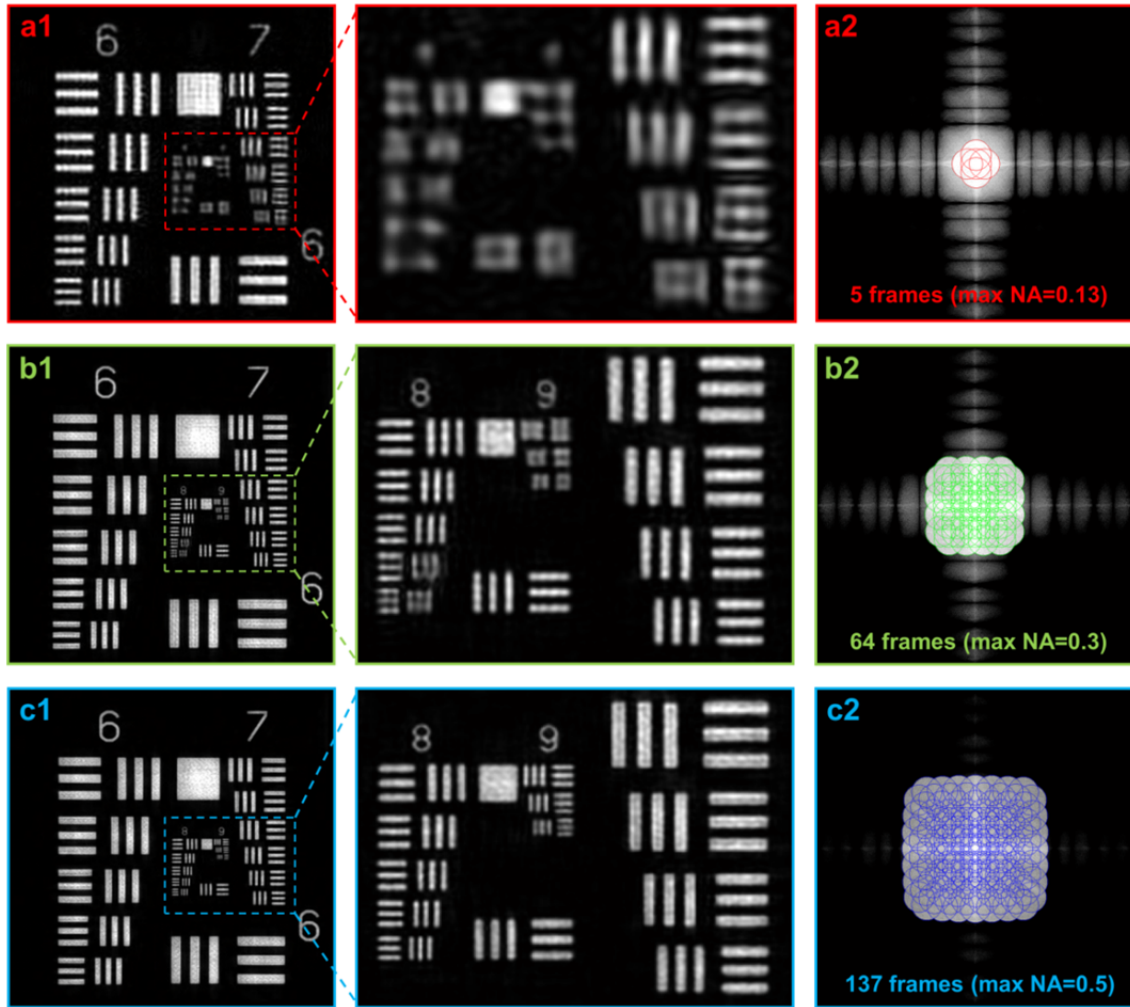 a1
6 7
6
a2
5 frames (max NA=0.13)
b1
6 7
6
8 9
b2
64 frames (max NA=0.3)
c1
6 7
6
8 9
c2
137 frames (max NA=0.5)